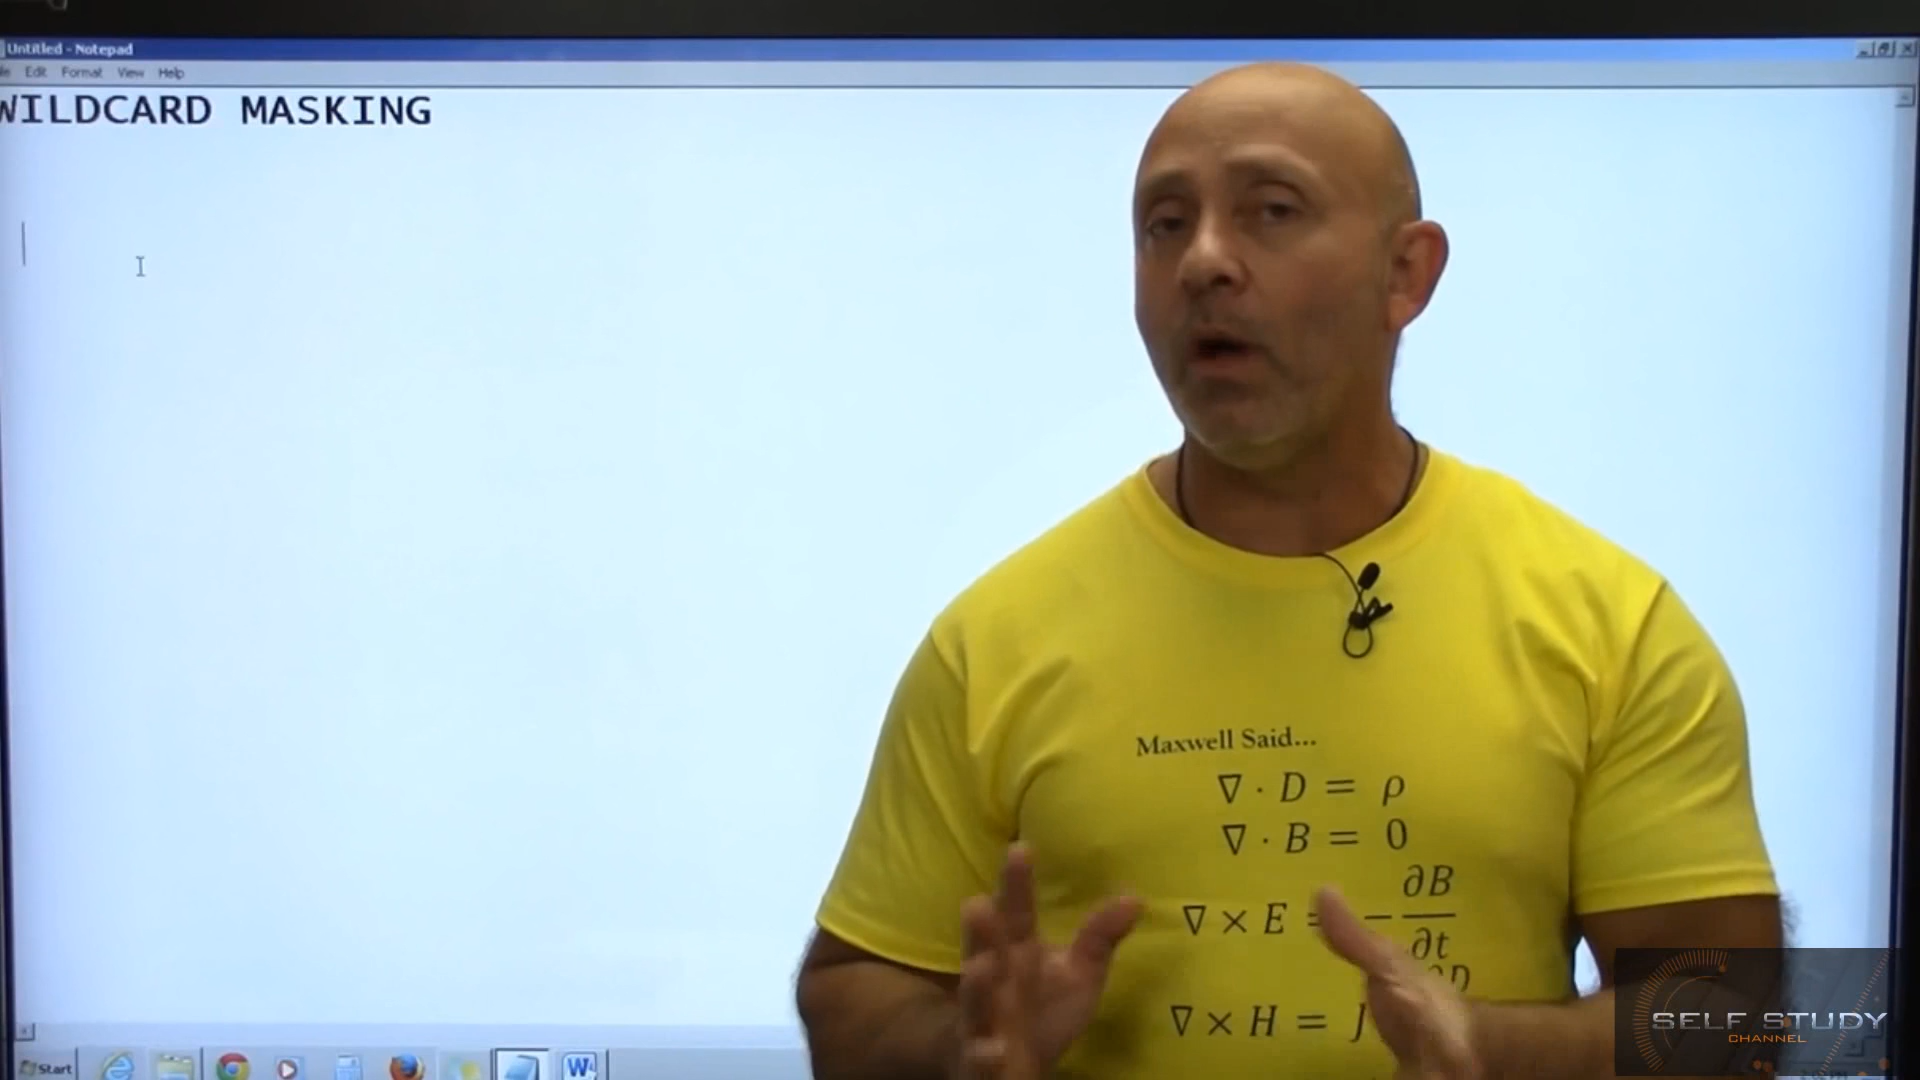 Untitled - Notepad
Edit Format View Help
WILDCARD MASKING
Maxwell Said...
∇ · D = ρ
∇ · B = 0
∇ × E = − ∂B
∂t
∇ × H = J
∂D
Start
W
SELF STUDY
CHANNEL